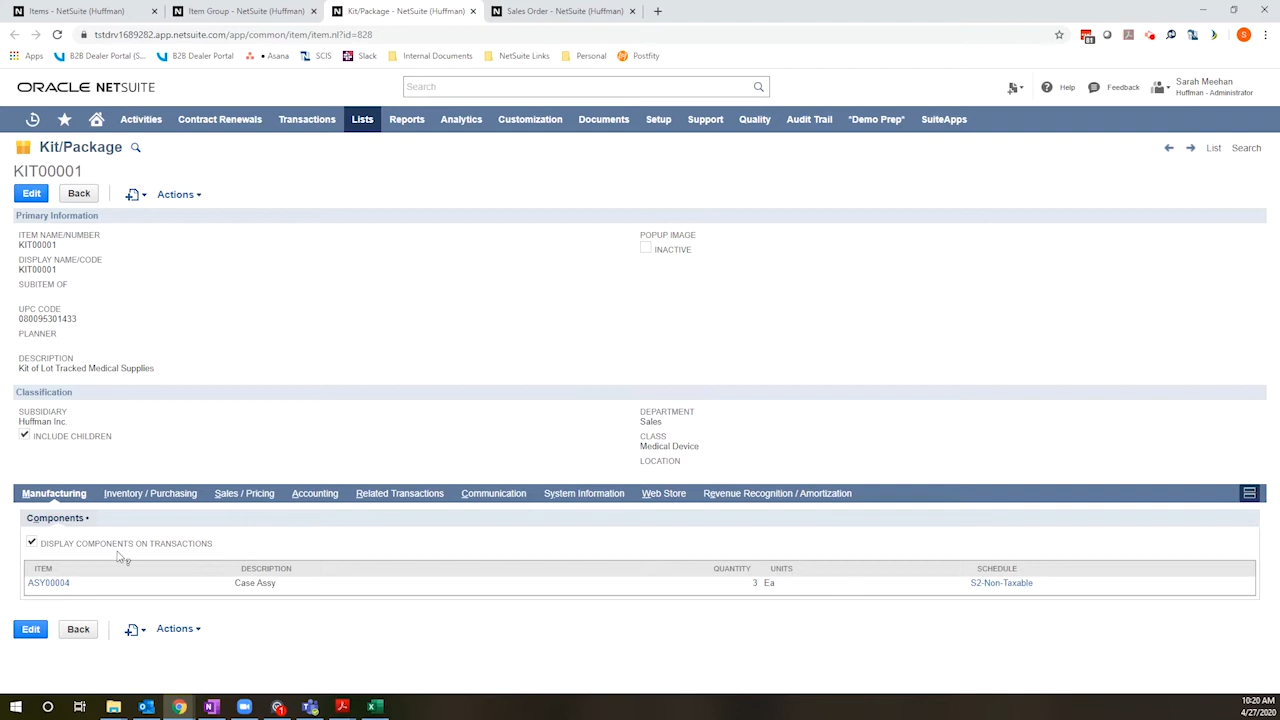 Items - NetSuite (Huffman)
Item Group - NetSuite (Huffman)
Kit/Package - NetSuite (Huffman)
Sales Order - NetSuite (Huffman)
tstdrv1689282.app.netsuite.com/app/common/item/item.nl?id=828
Apps
B2B Dealer Portal (S...
B2B Dealer Portal
Asana
SCIS
Slack
Internal Documents
NetSuite Links
Personal
Postfity
ORACLE NETSUITE
Search
Help
Feedback
Sarah Meehan
Huffman - Administrator
Activities
Contract Renewals
Transactions
Lists
Reports
Analytics
Customization
Documents
Setup
Support
Quality
Audit Trail
*Demo Prep*
SuiteApps
Kit/Package
List
Search
KIT00001
Edit
Back
Actions
Primary Information
ITEM NAME/NUMBER
KIT00001
DISPLAY NAME/CODE
KIT00001
SUBITEM OF
UPC CODE
080095301433
PLANNER
DESCRIPTION
Kit of Lot Tracked Medical Supplies
POPUP IMAGE
INACTIVE
Classification
SUBSIDIARY
Huffman Inc.
INCLUDE CHILDREN
DEPARTMENT
Sales
CLASS
Medical Device
LOCATION
Manufacturing
Inventory / Purchasing
Sales / Pricing
Accounting
Related Transactions
Communication
System Information
Web Store
Revenue Recognition / Amortization
Components •
DISPLAY COMPONENTS ON TRANSACTIONS
ITEM DESCRIPTION QUANTITY UNITS SCHEDULE
ASY00004 Case Assy 3 Ea S2-Non-Taxable
Edit
Back
Actions
10:20 AM
4/27/2020